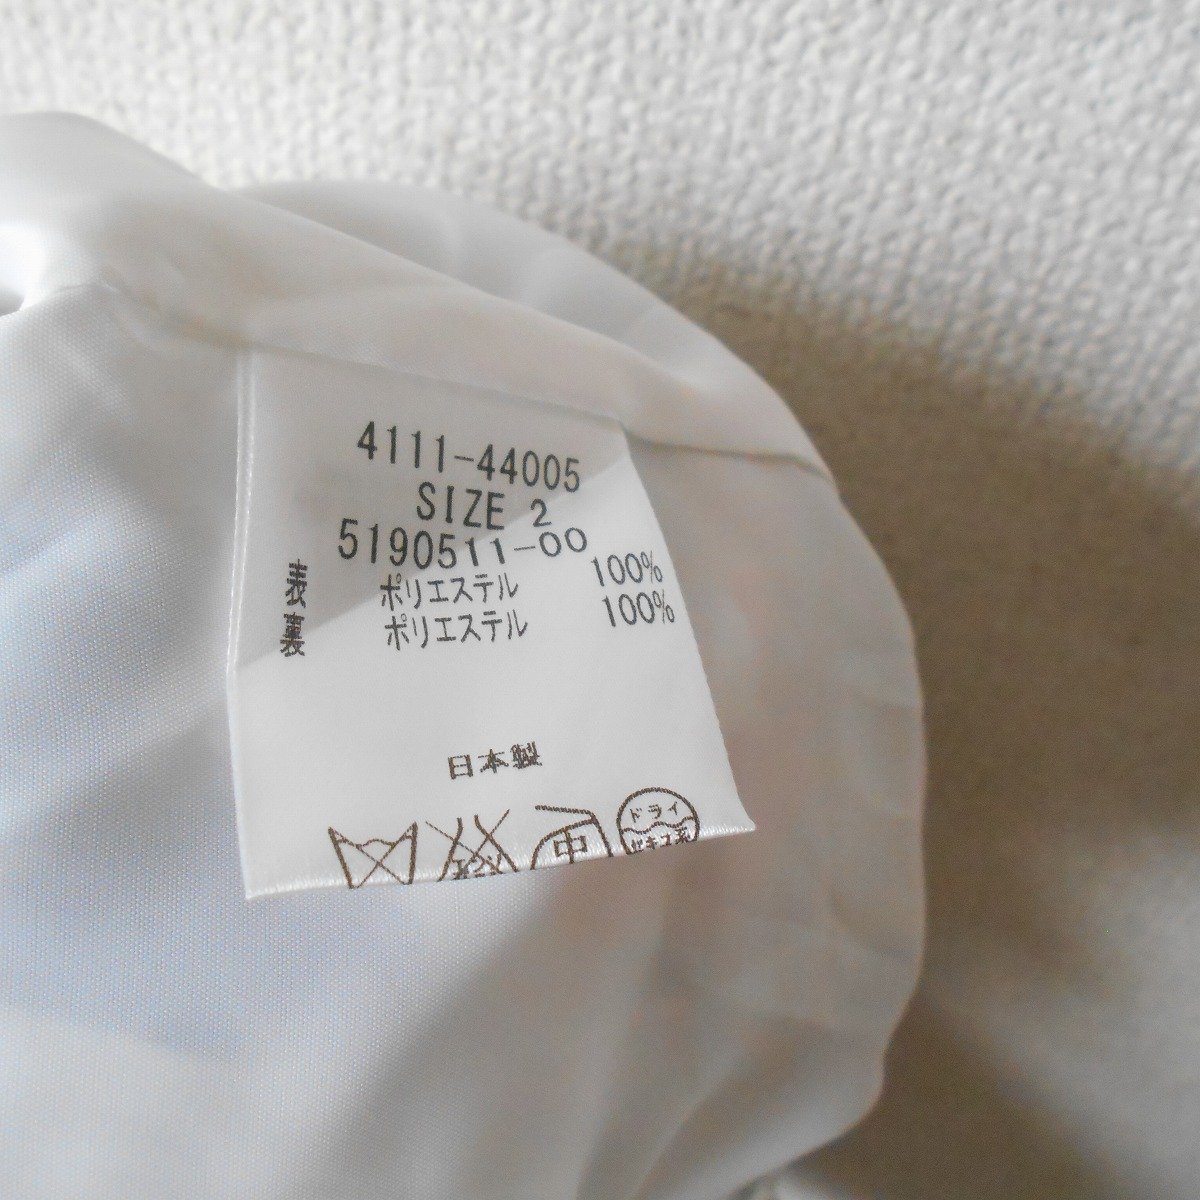 4111-44005
SIZE 2
5190511-00
表 ポリエステル 100%
裏 ポリエステル 100%
日本製
中
ドライ